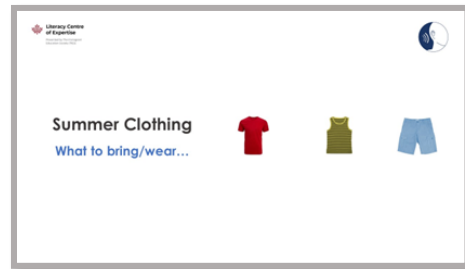 Literacy Centre
of Expertise
Summer Clothing
What to bring/wear...